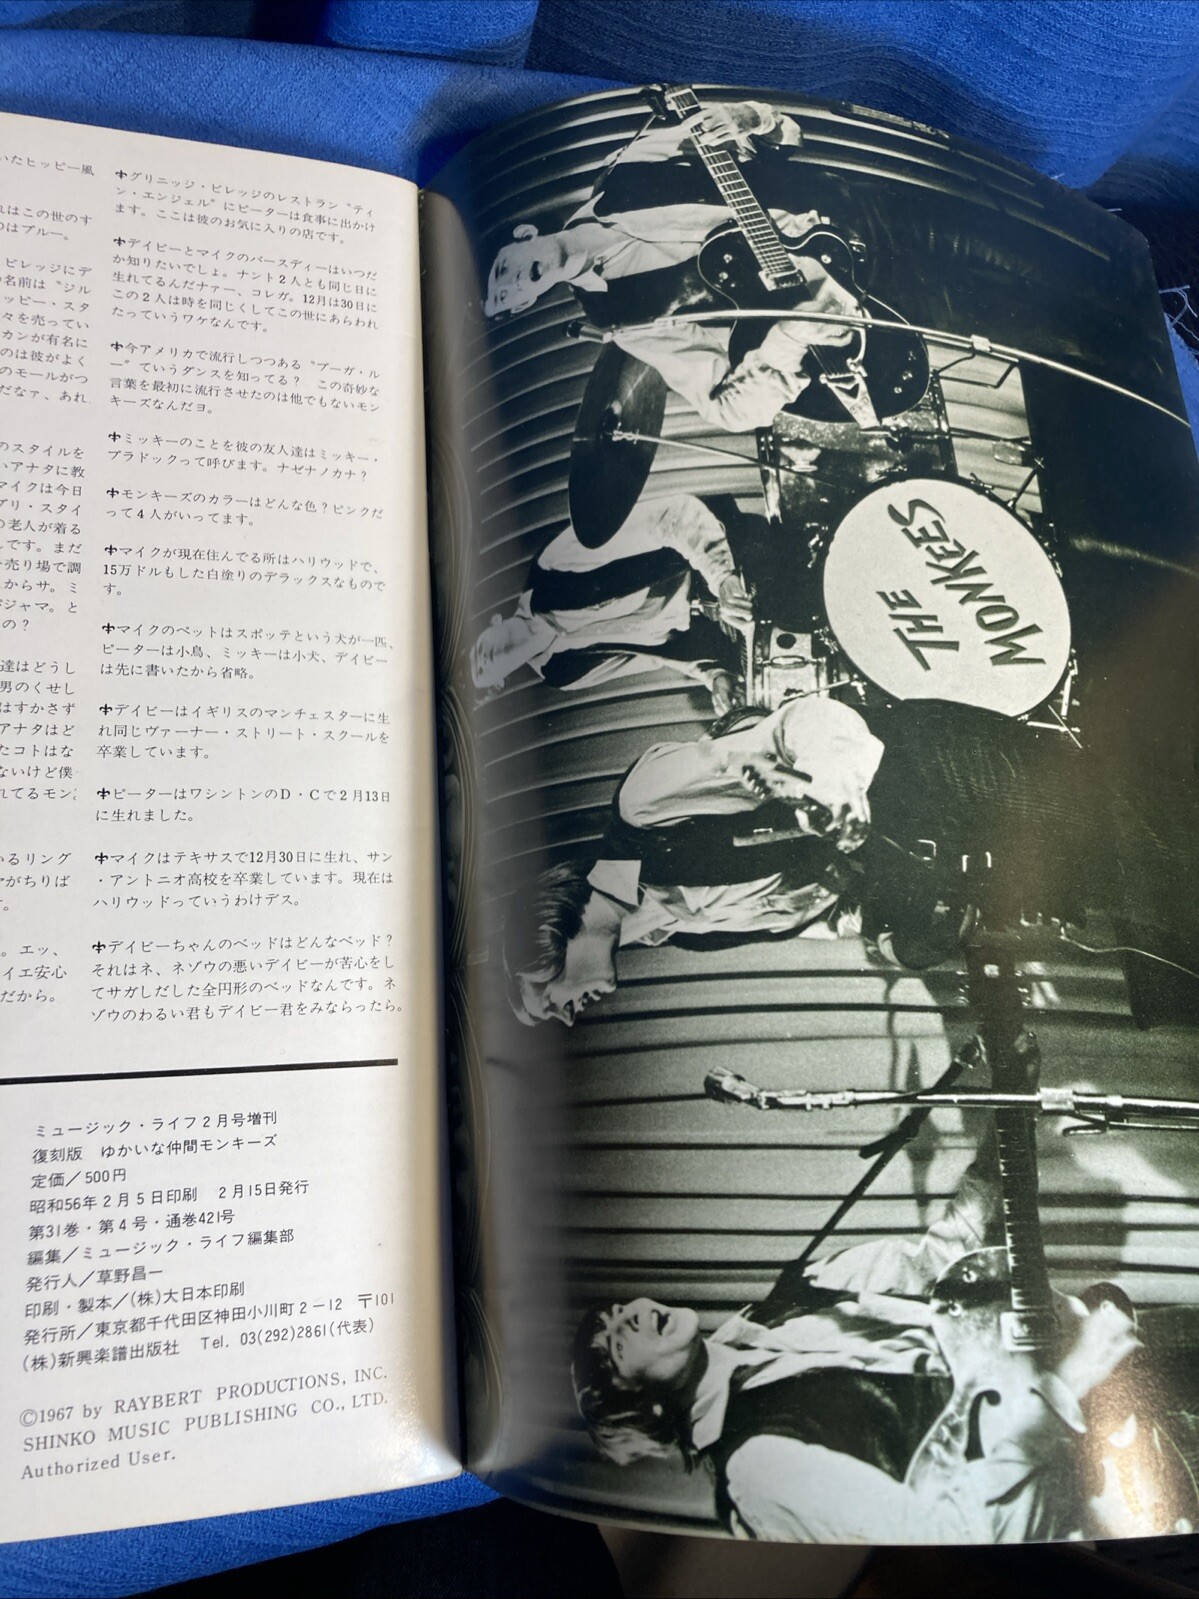 いたヒッピー風
れはこの世のす
のはブルー。
ビレッジにデ
名前は〝ジル
ッピー・スタ
々を売ってい
カンが有名に
のは彼がよく
のモールがつ
だなァ、あれ
のスタイルを
いアナタに教
マイクは今日
グリ・スタイ
の老人が着る
んです。まだ
売り場で調
からサ。ミ
パジャマ。と
の？
達はどうし
男のくせし
はすかさず
アナタはど
たコトはな
ないけど僕
れてるモン。
いるリング
ヤがちりば
す。
。エッ、
イエ安心
だから。
✢グリニッジ・ビレッジのレストラン〝ティ
ン・エンジェル〟にピーターは食事に出かけ
ます。ここは彼のお気に入りの店です。
✢デイビーとマイクのバースディーはいつだ
か知りたいでしょ。ナント2人とも同じ日に
生れてるんだナァー、コレガ。12月は30日に
この2人は時を同じくしてこの世にあらわれ
たっていうワケなんです。
✢今アメリカで流行しつつある〝ブーガ・ル
ー〟ていうダンスを知ってる？ この奇妙な
言葉を最初に流行させたのは他でもないモン
キーズなんだヨ。
✢ミッキーのことを彼の友人達はミッキー・
ブラドックって呼びます。ナゼナノカナ？
✢モンキーズのカラーはどんな色？ピンクだ
って4人がいってます。
✢マイクが現在住んでる所はハリウッドで、
15万ドルもした白塗りのデラックスなもので
す。
✢マイクのペットはスポッテという犬が一匹、
ピーターは小鳥、ミッキーは小犬、デイビー
は先に書いたから省略。
✢デイビーはイギリスのマンチェスターに生
れ同じヴァーナー・ストリート・スクールを
卒業しています。
✢ピーターはワシントンのD・Cで2月13日
に生れました。
✢マイクはテキサスで12月30日に生れ、サン
・アントニオ高校を卒業しています。現在は
ハリウッドっていうわけデス。
✢デイビーちゃんのベッドはどんなベッド？
それはネ、ネゾウの悪いデイビーが苦心をし
てサガしだした全円形のベッドなんです。ネ
ゾウのわるい君もデイビー君をみならったら。
ミュージック・ライフ2月号増刊
復刻版 ゆかいな仲間モンキーズ
定価／500円
昭和56年2月5日印刷 2月15日発行
第31巻・第4号・通巻421号
編集／ミュージック・ライフ編集部
発行人／草野昌一
印刷・製本／(株)大日本印刷
発行所／東京都千代田区神田小川町2－12 〒101
(株)新興楽譜出版社 Tel. 03(292)2861(代表)
©1967 by RAYBERT PRODUCTIONS, INC.
SHINKO MUSIC PUBLISHING CO., LTD.
Authorized User.
THE
MONKEES